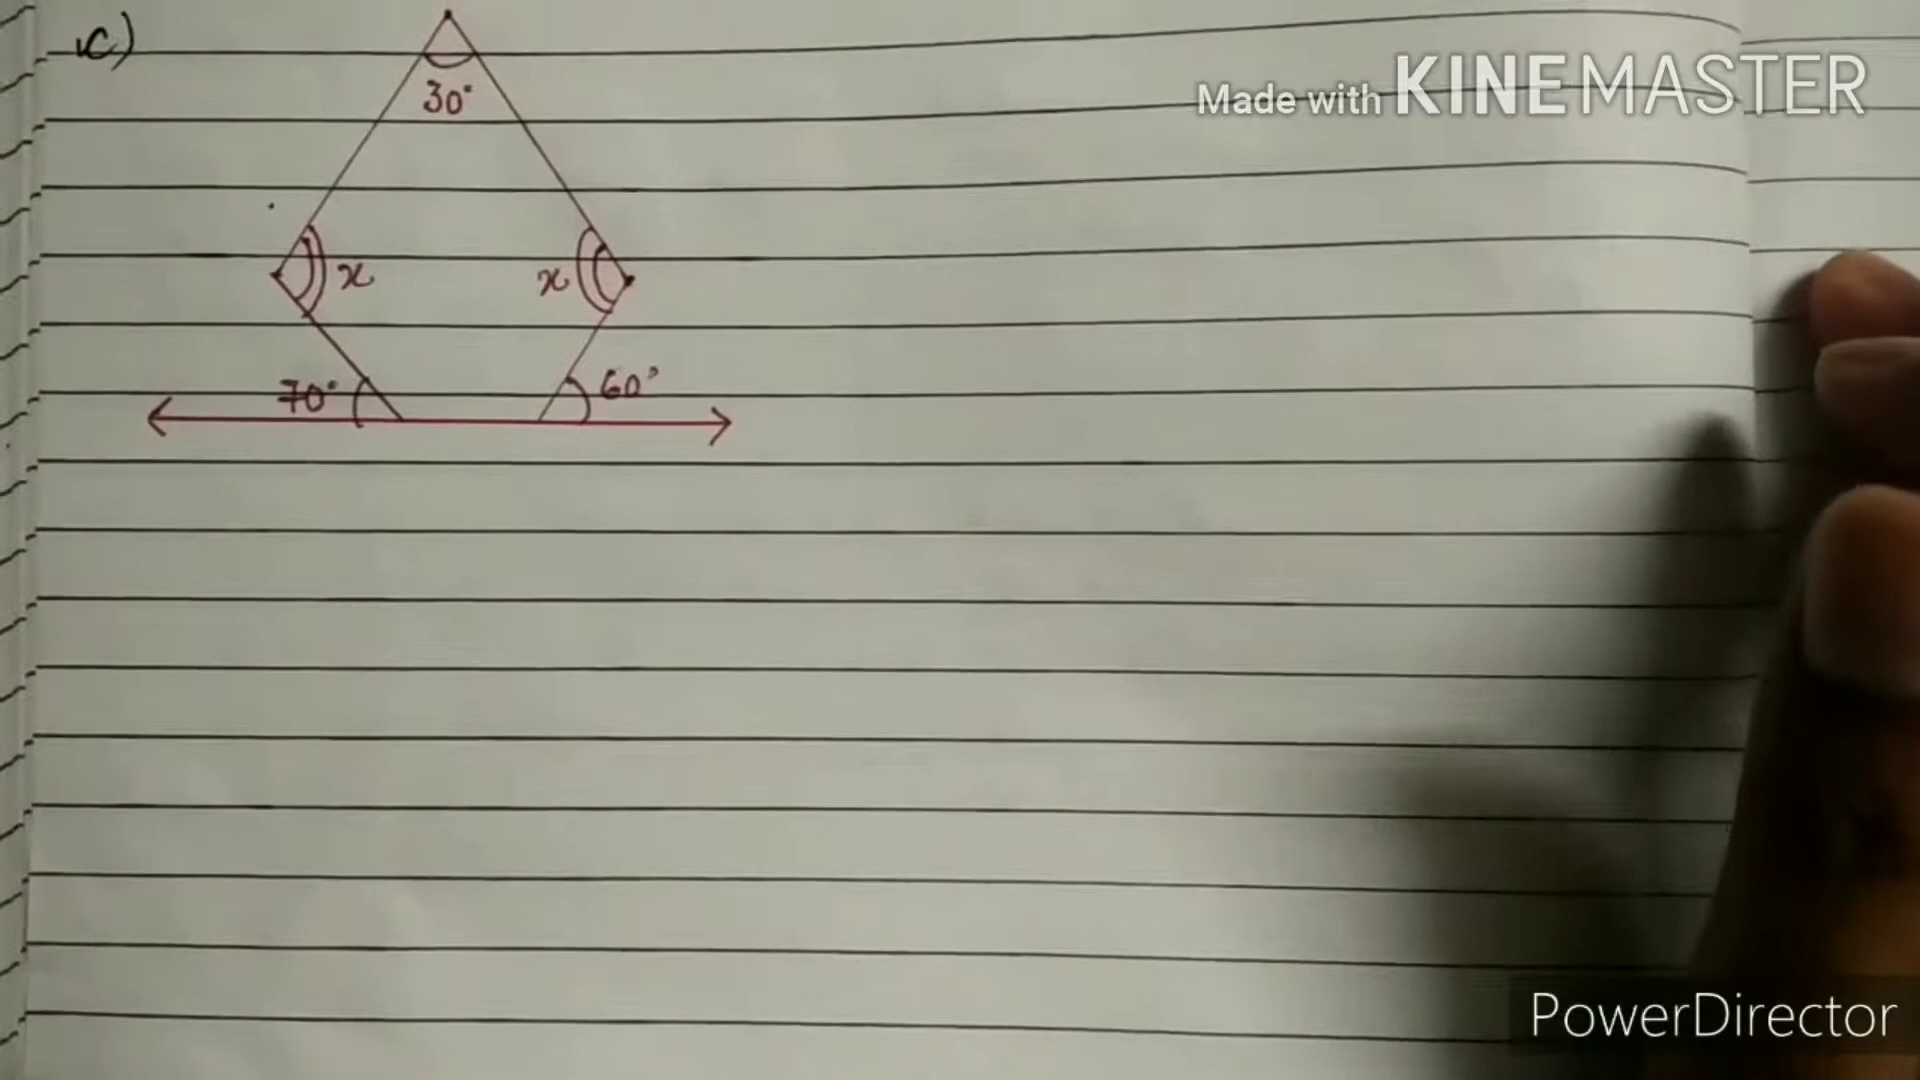 c)
30°
Made with KINEMASTER
x
x
70°
60°
PowerDirector